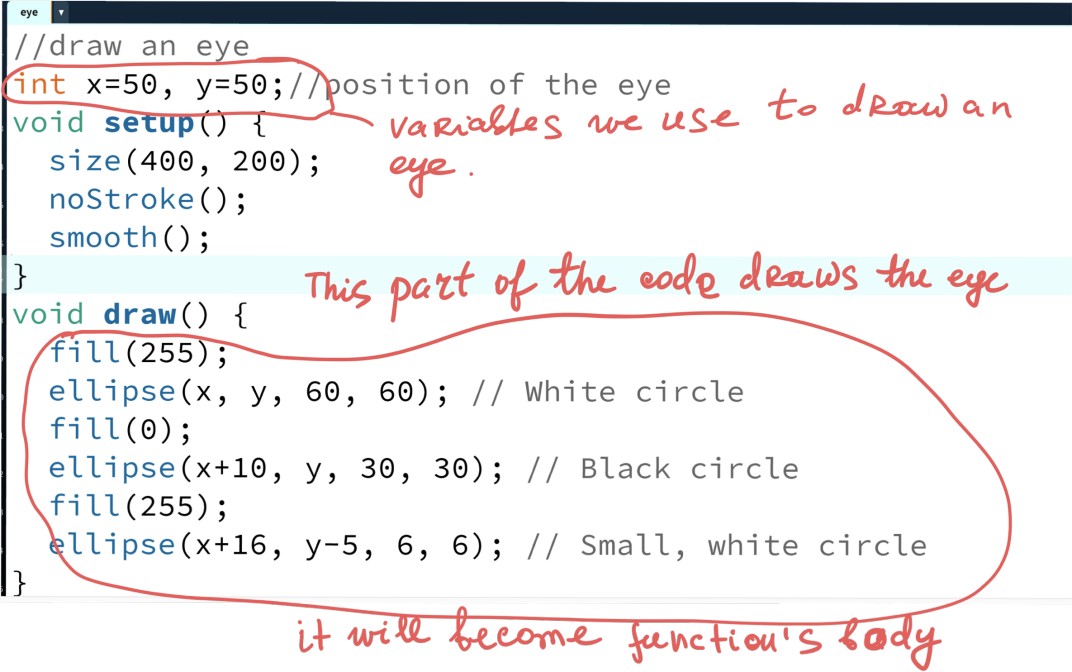 eye
//draw an eye
int x=50, y=50;//position of the eye
variables we use to draw an
void setup() {
size(400, 200);
eye.
noStroke();
smooth();
}
This part of the code draws the eye
void draw() {
fill(255);
ellipse(x, y, 60, 60); // White circle
fill(0);
ellipse(x+10, y, 30, 30); // Black circle
fill(255);
ellipse(x+16, y-5, 6, 6); // Small, white circle
}
it will become function's body